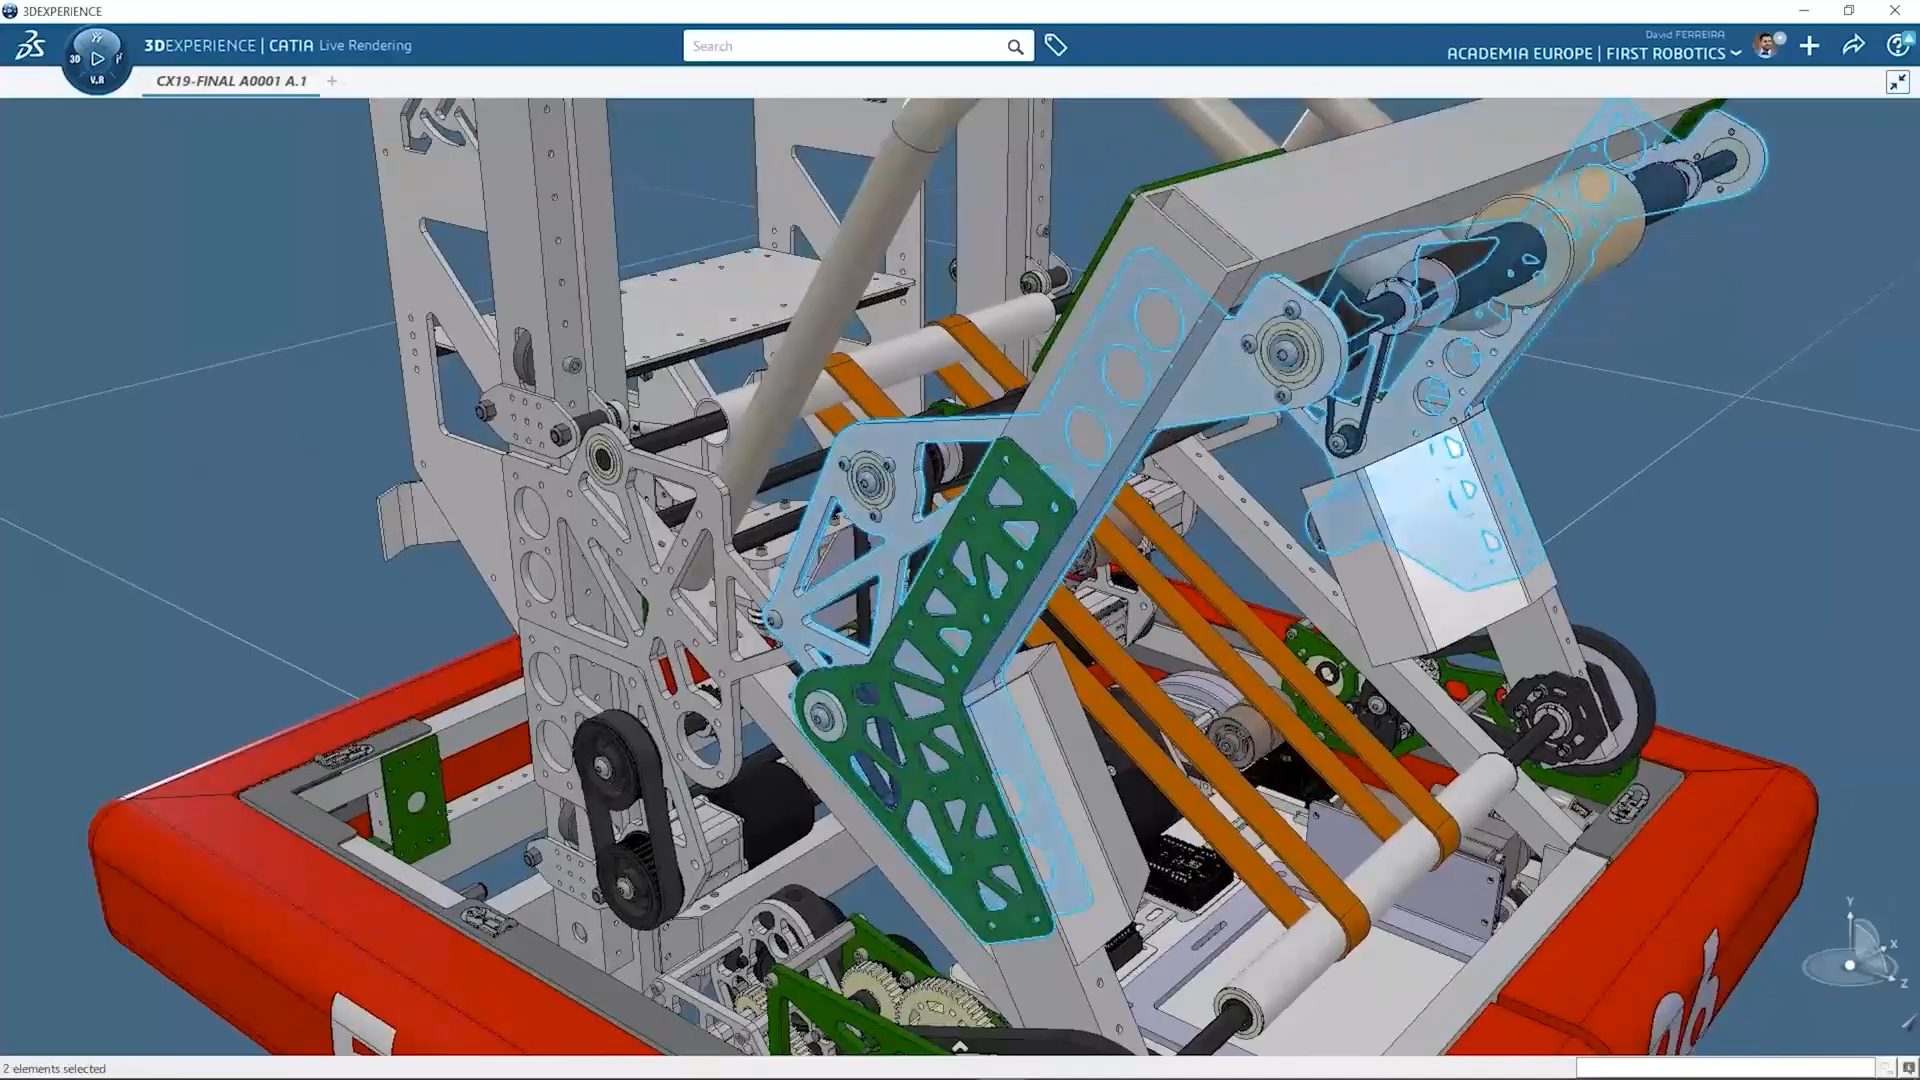 3DEXPERIENCE
3DEXPERIENCE | CATIA Live Rendering
3D
V.R
Search
David FERREIRA
ACADEMIA EUROPE | FIRST ROBOTICS
CX19-FINAL A0001 A.1
Y
X
Z
2 elements selected